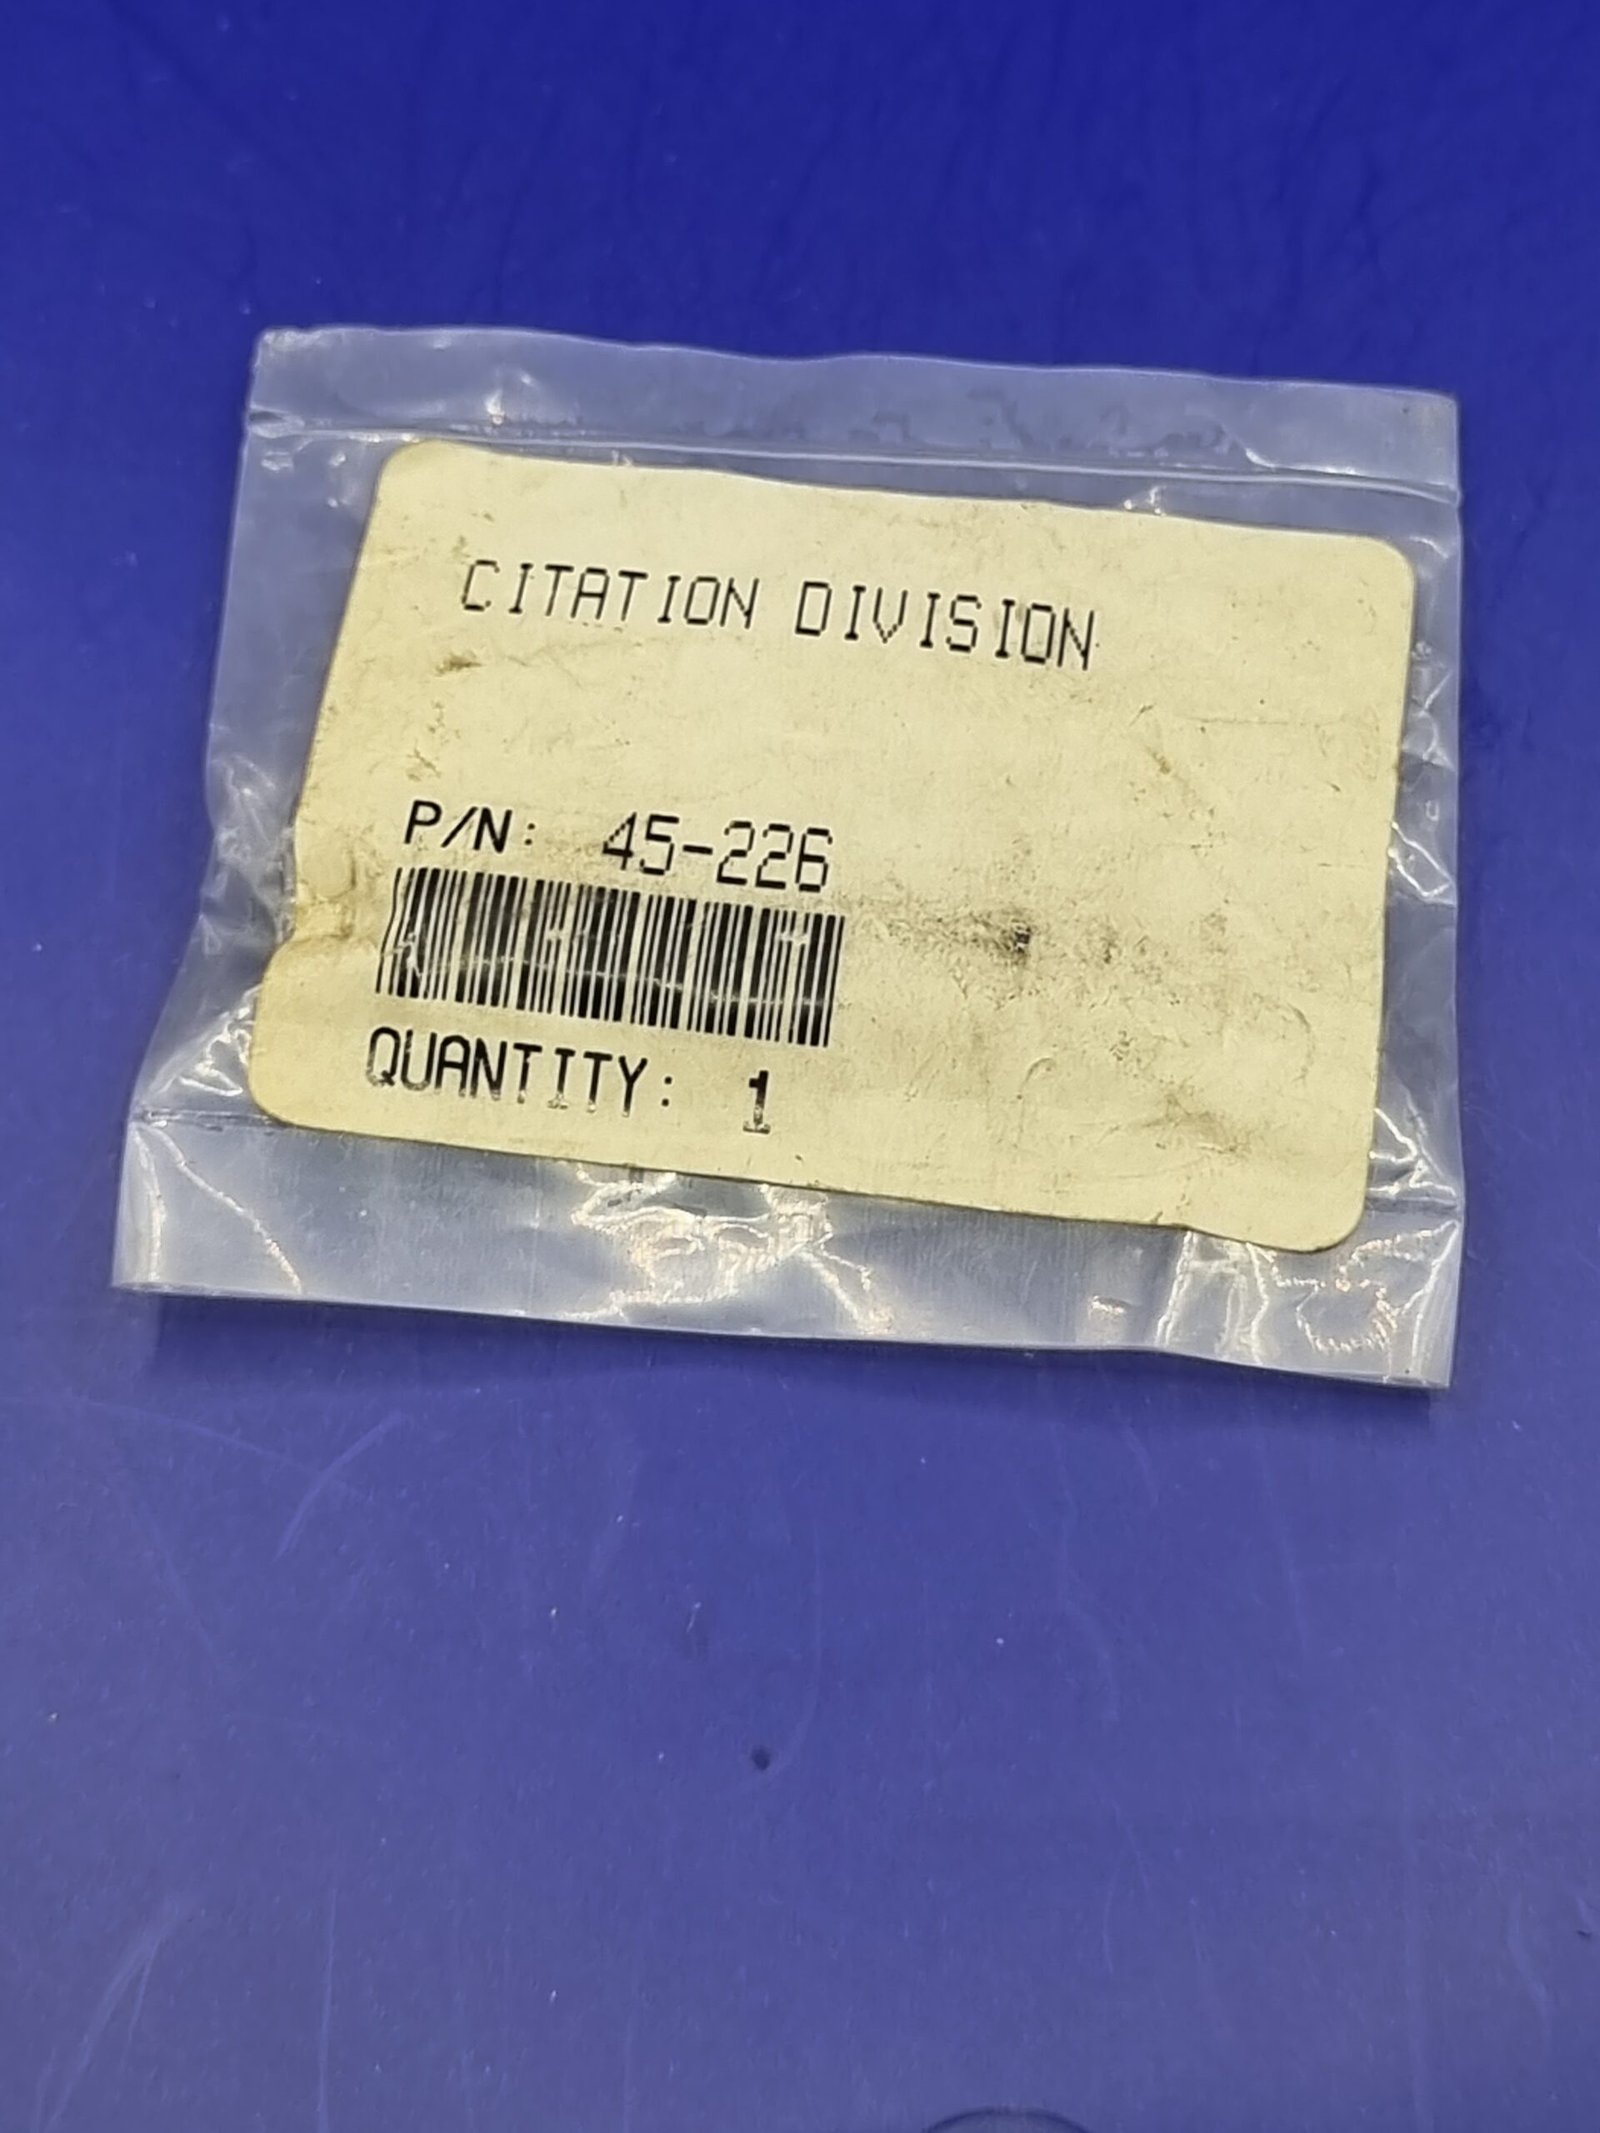 CITATION DIVISION
P/N: 45-226
QUANTITY: 1